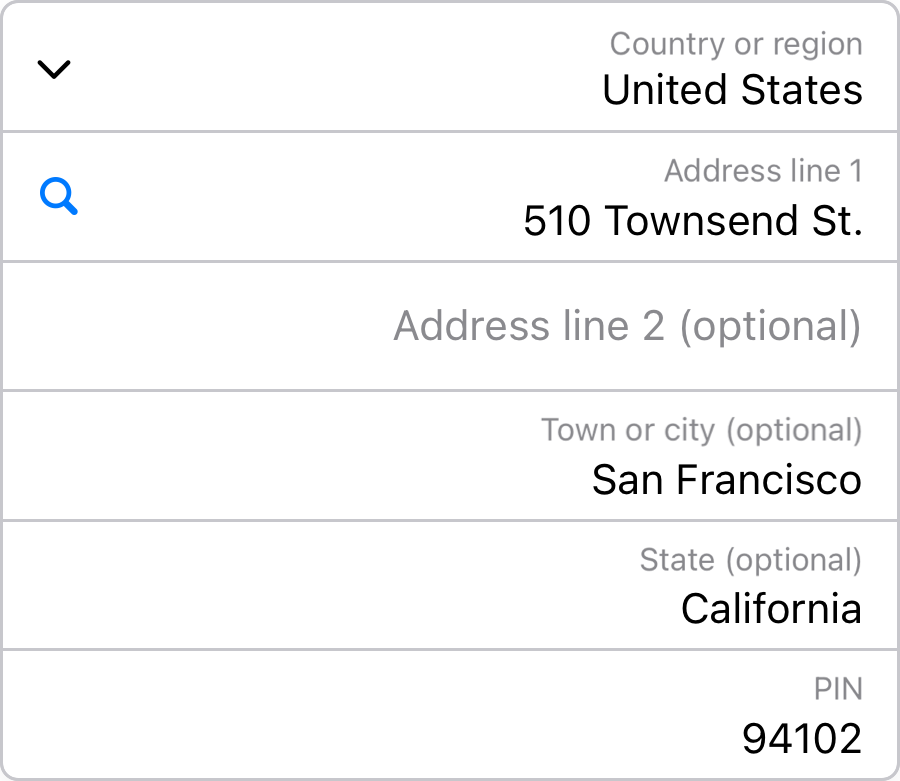 Country or region
United States
Address line 1
510 Townsend St.
Address line 2 (optional)
Town or city (optional)
San Francisco
State (optional)
California
PIN
94102